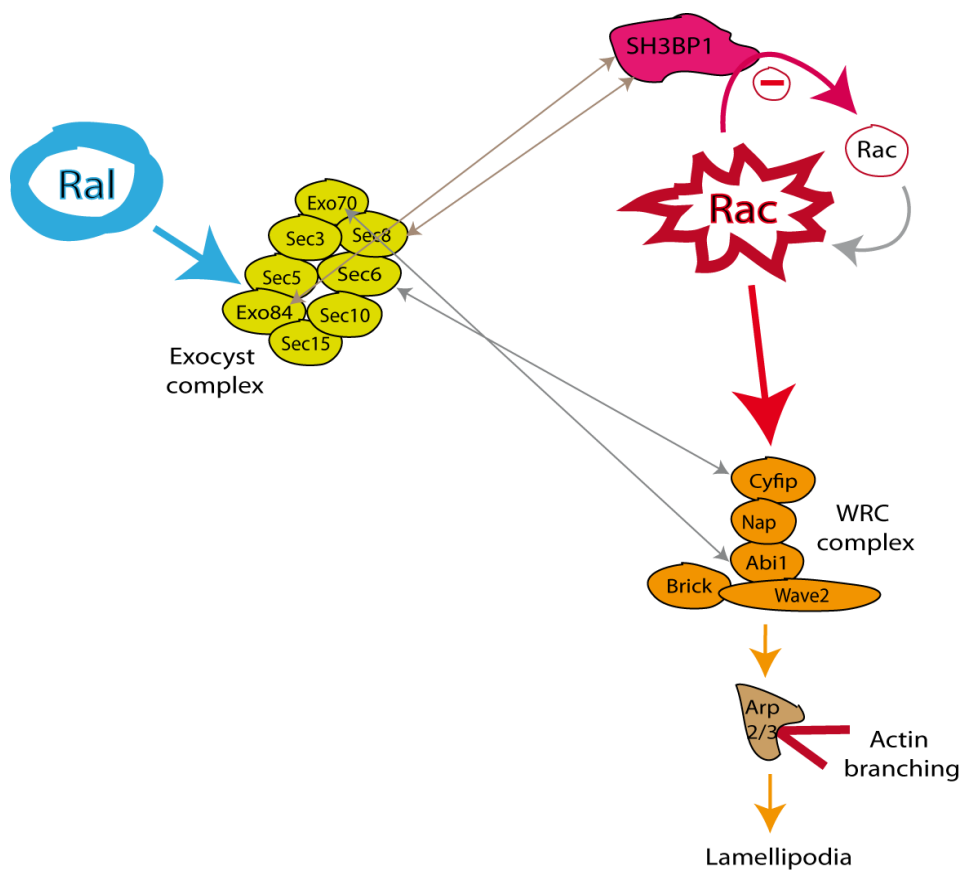 SH3BP1
Rac
Ral
Rac
Exo70
Sec3
Sec8
Sec5
Sec6
Exo84
Sec10
Sec15
Exocyst
complex
Cyfip
Nap
WRC
complex
Abi1
Brick
Wave2
Arp
2/3
Actin
branching
Lamellipodia